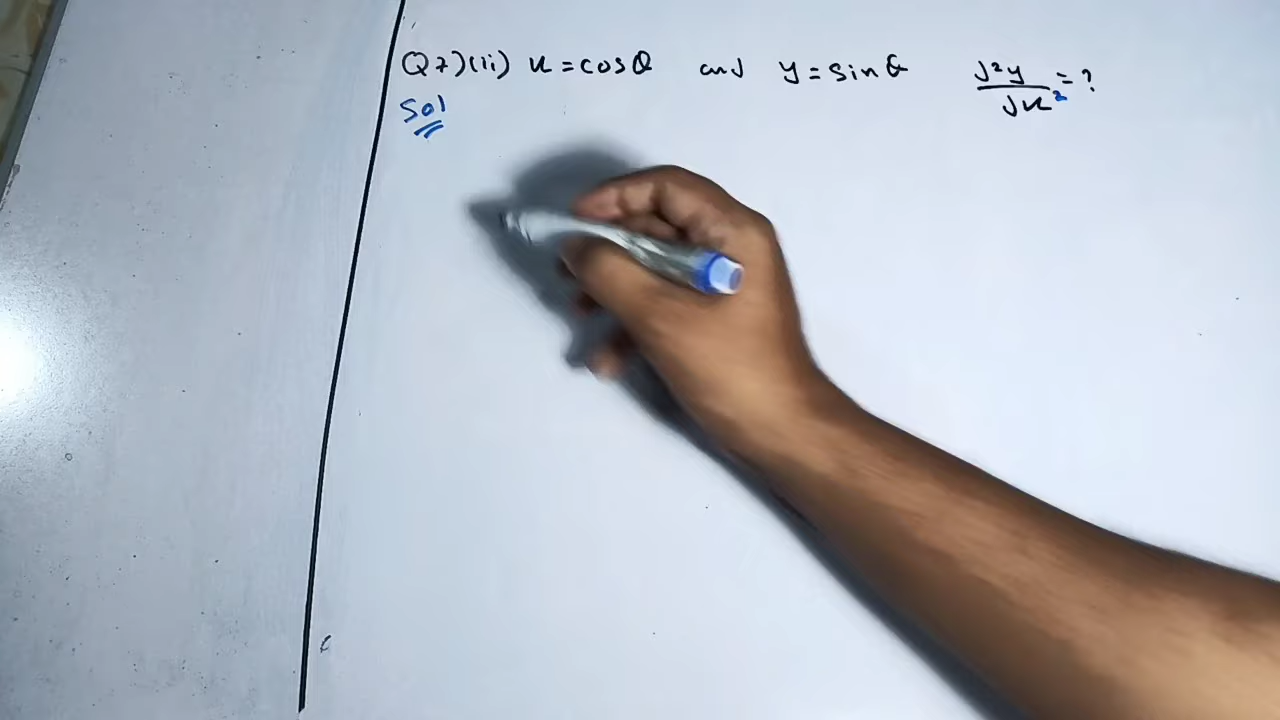 Q7)(ii) x = cosθ and y = sinθ d²y/dx² = ?
Sol